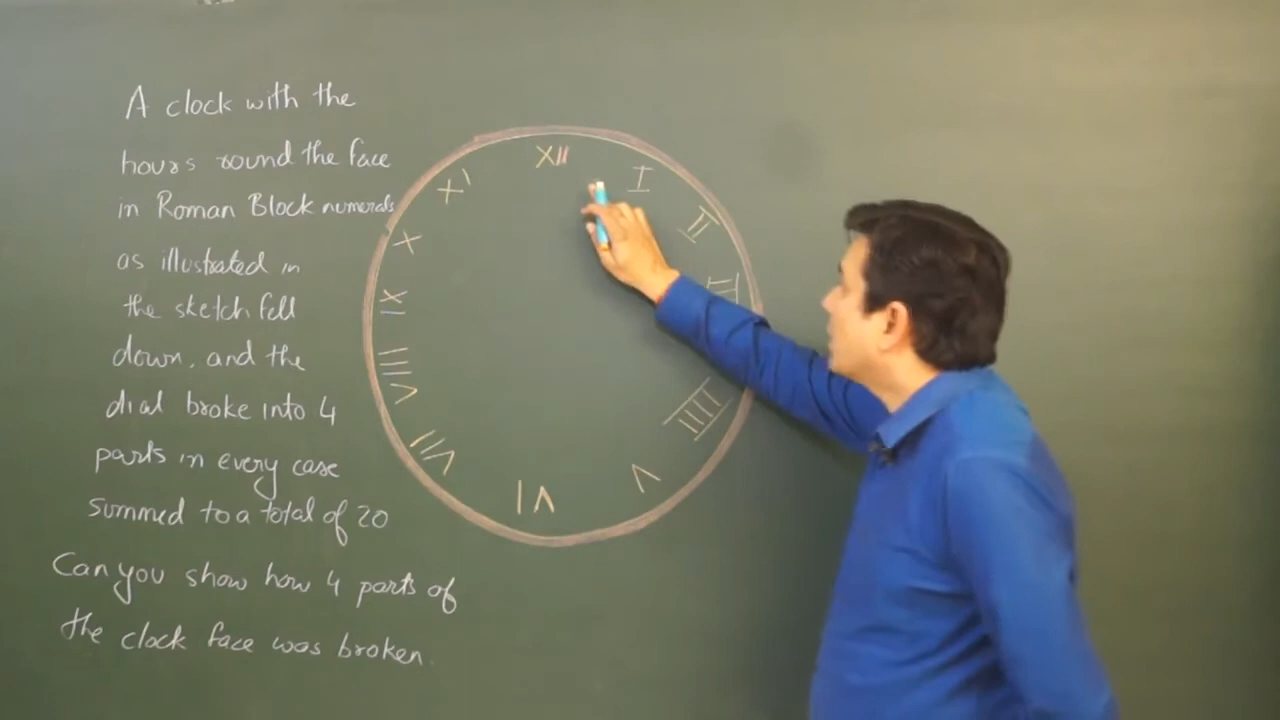 A clock with the
hours round the face
in Roman Block numerals
as illustrated in
the sketch fell
down, and the
dial broke into 4
parts in every case
summed to a total of 20
Can you show how 4 parts of
the clock face was broken.
XII
I
II
III
IIII
V
VI
VII
VIII
IX
X
XI